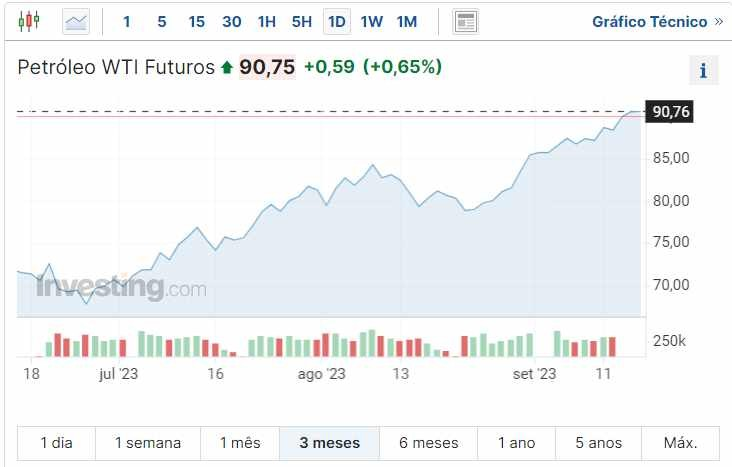 1 5 15 30 1H 5H 1D 1W 1M Gráfico Técnico »
Petróleo WTI Futuros 90,75 +0,59 (+0,65%)
i
90,76
85,00
80,00
75,00
70,00
Investing.com
250k
18 jul '23 16 ago '23 13 set '23 11
1 dia 1 semana 1 mês 3 meses 6 meses 1 ano 5 anos Máx.